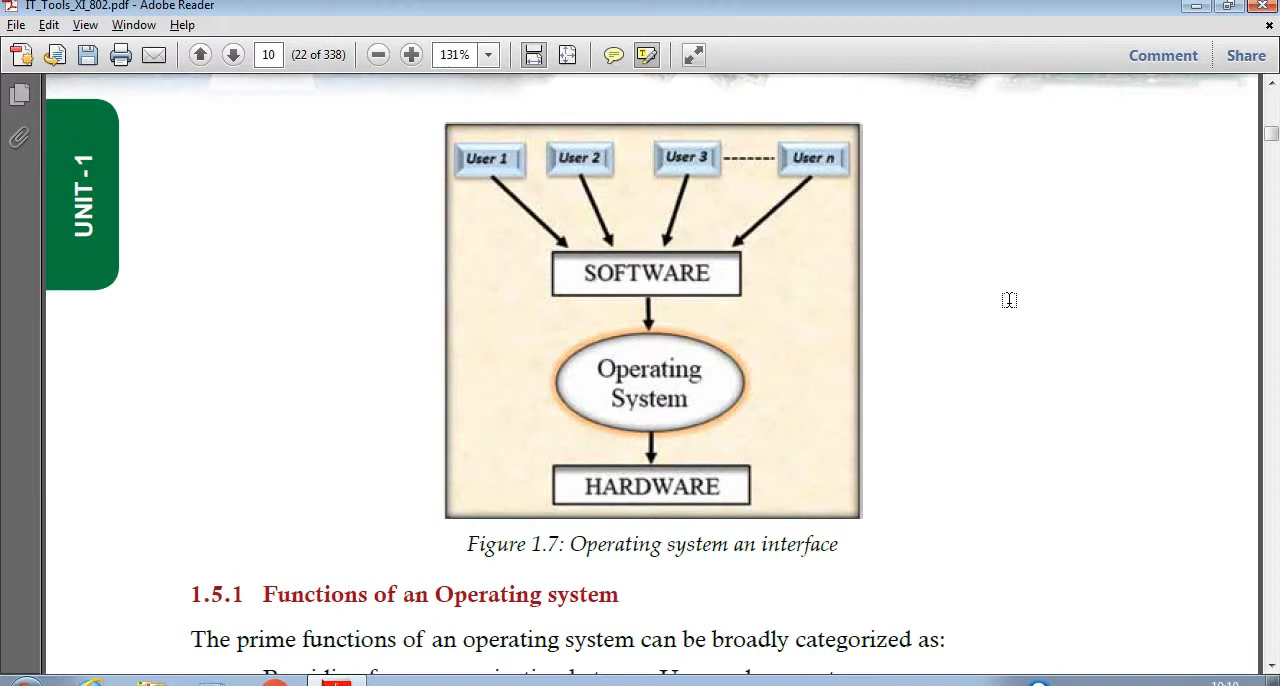 IT_Tools_XI_802.pdf - Adobe Reader
File Edit View Window Help
10 (22 of 338) 131% Comment Share
UNIT - 1
User 1 User 2 User 3 User n
SOFTWARE
Operating
System
HARDWARE
Figure 1.7: Operating system an interface
1.5.1 Functions of an Operating system
The prime functions of an operating system can be broadly categorized as: